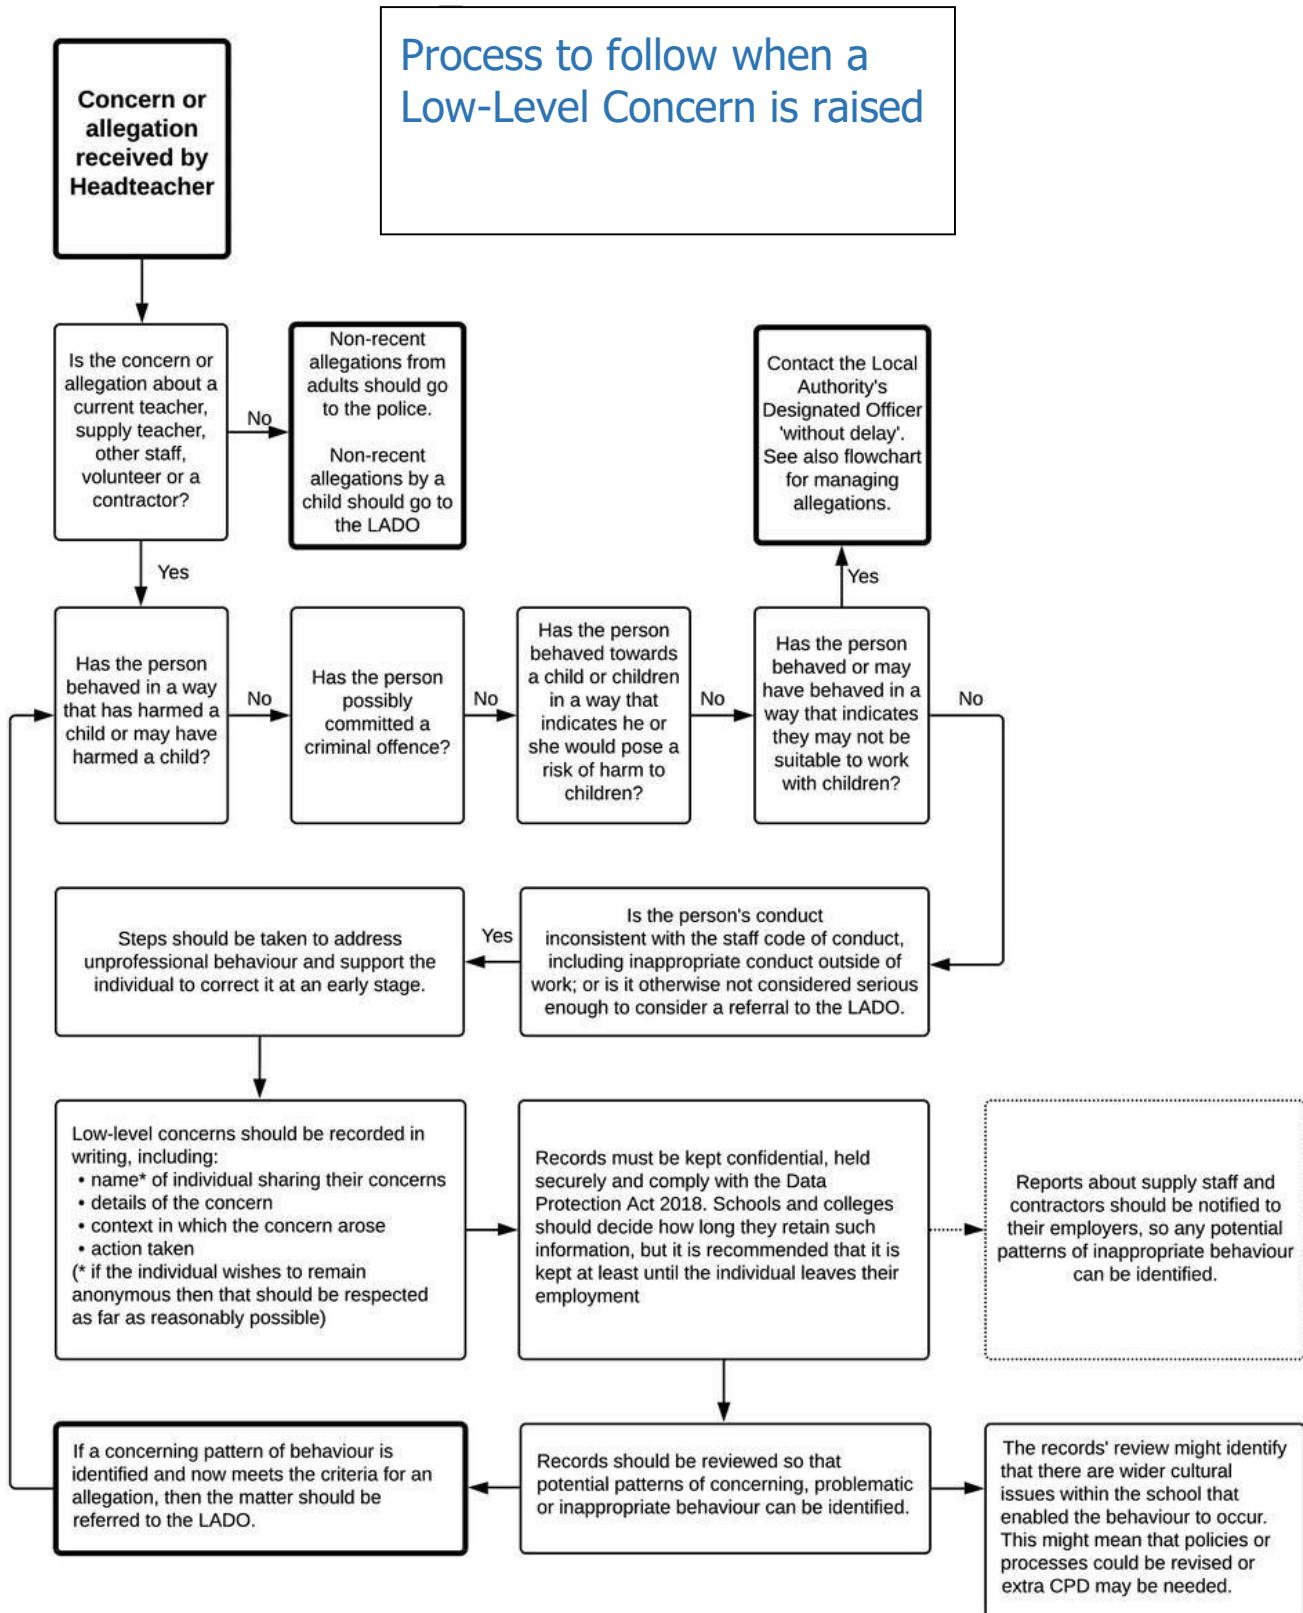 Process to follow when a
Low-Level Concern is raised
Concern or
allegation
received by
Headteacher
Is the concern or
allegation about a
current teacher,
supply teacher,
other staff,
volunteer or a
contractor?
No
Non-recent
allegations from
adults should go
to the police.
Non-recent
allegations by a
child should go to
the LADO
Contact the Local
Authority's
Designated Officer
'without delay'.
See also flowchart
for managing
allegations.
Yes
Yes
Has the person
behaved in a way
that has harmed a
child or may have
harmed a child?
No
Has the person
possibly
committed a
criminal offence?
No
Has the person
behaved towards
a child or children
in a way that
indicates he or
she would pose a
risk of harm to
children?
No
Has the person
behaved or may
have behaved in a
way that indicates
they may not be
suitable to work
with children?
No
Steps should be taken to address
unprofessional behaviour and support the
individual to correct it at an early stage.
Yes
Is the person's conduct
inconsistent with the staff code of conduct,
including inappropriate conduct outside of
work; or is it otherwise not considered serious
enough to consider a referral to the LADO.
Low-level concerns should be recorded in
writing, including:
• name* of individual sharing their concerns
• details of the concern
• context in which the concern arose
• action taken
(* if the individual wishes to remain
anonymous then that should be respected
as far as reasonably possible)
Records must be kept confidential, held
securely and comply with the Data
Protection Act 2018. Schools and colleges
should decide how long they retain such
information, but it is recommended that it is
kept at least until the individual leaves their
employment
Reports about supply staff and
contractors should be notified to
their employers, so any potential
patterns of inappropriate behaviour
can be identified.
If a concerning pattern of behaviour is
identified and now meets the criteria for an
allegation, then the matter should be
referred to the LADO.
Records should be reviewed so that
potential patterns of concerning, problematic
or inappropriate behaviour can be identified.
The records' review might identify
that there are wider cultural
issues within the school that
enabled the behaviour to occur.
This might mean that policies or
processes could be revised or
extra CPD may be needed.